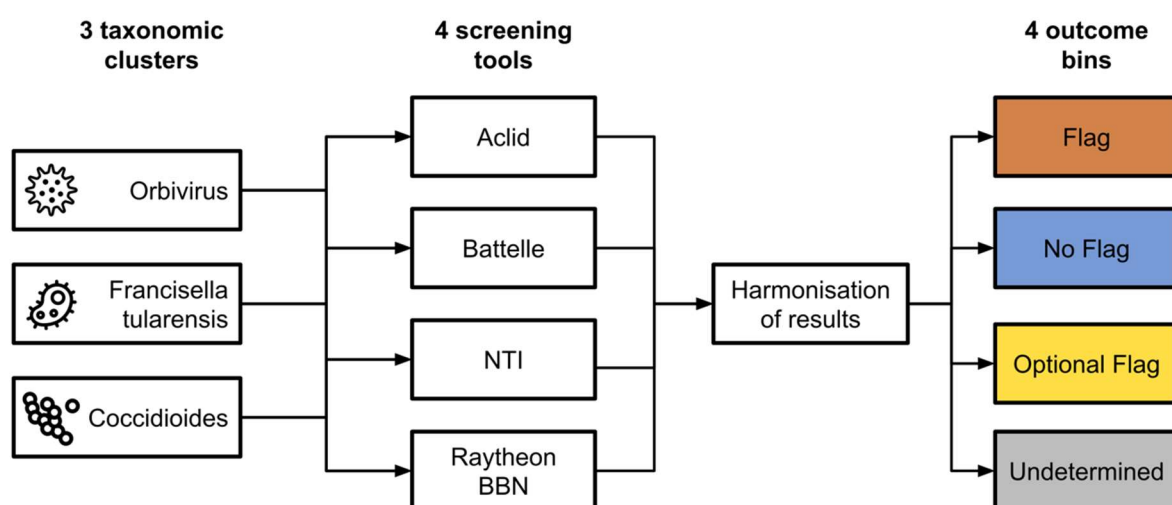 3 taxonomic
clusters
4 screening
tools
4 outcome
bins
Orbivirus
Francisella
tularensis
Coccidioides
Aclid
Battelle
NTI
Raytheon
BBN
Harmonisation
of results
Flag
No Flag
Optional Flag
Undetermined